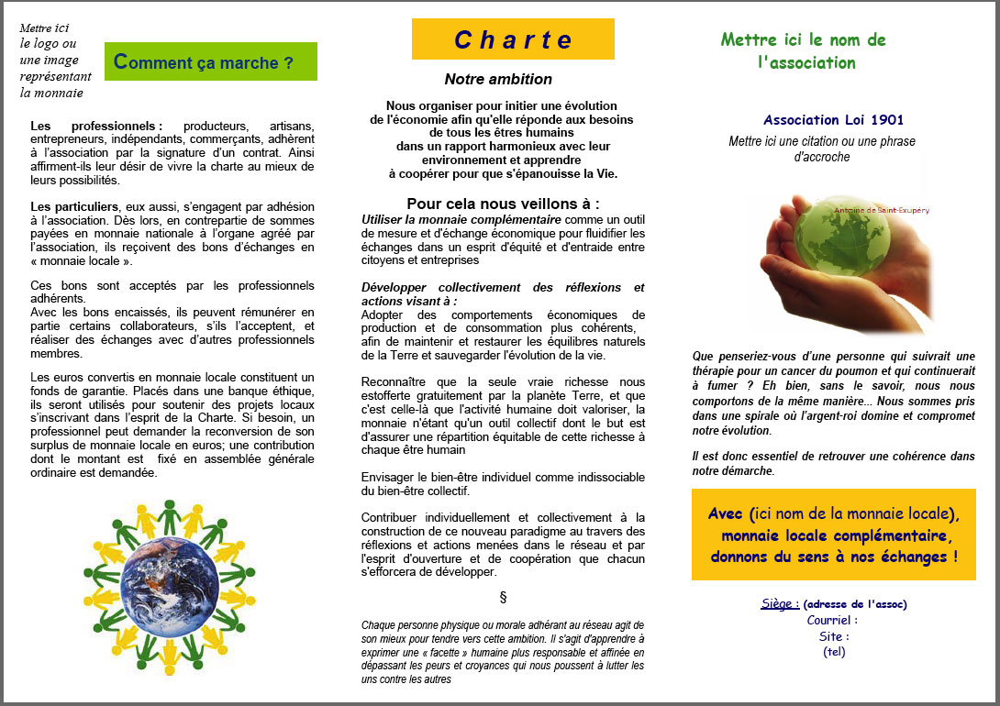 Mettre ici
le logo ou
une image
représentant
la monnaie
Comment ça marche ?
Les professionnels : producteurs, artisans,
entrepreneurs, indépendants, commerçants, adhèrent
à l'association par la signature d'un contrat. Ainsi
affirment-ils leur désir de vivre la charte au mieux de
leurs possibilités.
Les particuliers, eux aussi, s'engagent par adhésion
à l'association. Dès lors, en contrepartie de sommes
payées en monnaie nationale à l'organe agréé par
l'association, ils reçoivent des bons d'échanges en
« monnaie locale ».
Ces bons sont acceptés par les professionnels
adhérents.
Avec les bons encaissés, ils peuvent rémunérer en
partie certains collaborateurs, s'ils l'acceptent, et
réaliser des échanges avec d'autres professionnels
membres.
Les euros convertis en monnaie locale constituent un
fonds de garantie. Placés dans une banque éthique,
ils seront utilisés pour soutenir des projets locaux
s'inscrivant dans l'esprit de la Charte. Si besoin, un
professionnel peut demander la reconversion de son
surplus de monnaie locale en euros; une contribution
dont le montant est fixé en assemblée générale
ordinaire est demandée.
Charte
Notre ambition
Nous organiser pour initier une évolution
de l'économie afin qu'elle réponde aux besoins
de tous les êtres humains
dans un rapport harmonieux avec leur
environnement et apprendre
à coopérer pour que s'épanouisse la Vie.
Pour cela nous veillons à :
Utiliser la monnaie complémentaire comme un outil
de mesure et d'échange économique pour fluidifier les
échanges dans un esprit d'équité et d'entraide entre
citoyens et entreprises
Développer collectivement des réflexions et
actions visant à :
Adopter des comportements économiques de
production et de consommation plus cohérents,
afin de maintenir et restaurer les équilibres naturels
de la Terre et sauvegarder l'évolution de la vie.
Reconnaître que la seule vraie richesse nous
estofferte gratuitement par la planète Terre, et que
c'est celle-là que l'activité humaine doit valoriser, la
monnaie n'étant qu'un outil collectif dont le but est
d'assurer une répartition équitable de cette richesse à
chaque être humain
Envisager le bien-être individuel comme indissociable
du bien-être collectif.
Contribuer individuellement et collectivement à la
construction de ce nouveau paradigme au travers des
réflexions et actions menées dans le réseau et par
l'esprit d'ouverture et de coopération que chacun
s'efforcera de développer.
§
Chaque personne physique ou morale adhérant au réseau agit de
son mieux pour tendre vers cette ambition. Il s'agit d'apprendre à
exprimer une « facette » humaine plus responsable et affinée en
dépassant les peurs et croyances qui nous poussent à lutter les
uns contre les autres
Mettre ici le nom de
l'association
Association Loi 1901
Mettre ici une citation ou une phrase
d'accroche
Antoine de Saint-Exupéry
Que penseriez-vous d'une personne qui suivrait une
thérapie pour un cancer du poumon et qui continuerait
à fumer ? Eh bien, sans le savoir, nous nous
comportons de la même manière... Nous sommes pris
dans une spirale où l'argent-roi domine et compromet
notre évolution.
Il est donc essentiel de retrouver une cohérence dans
notre démarche.
Avec (ici nom de la monnaie locale),
monnaie locale complémentaire,
donnons du sens à nos échanges !
Siège : (adresse de l'assoc)
Courriel :
Site :
(tel)